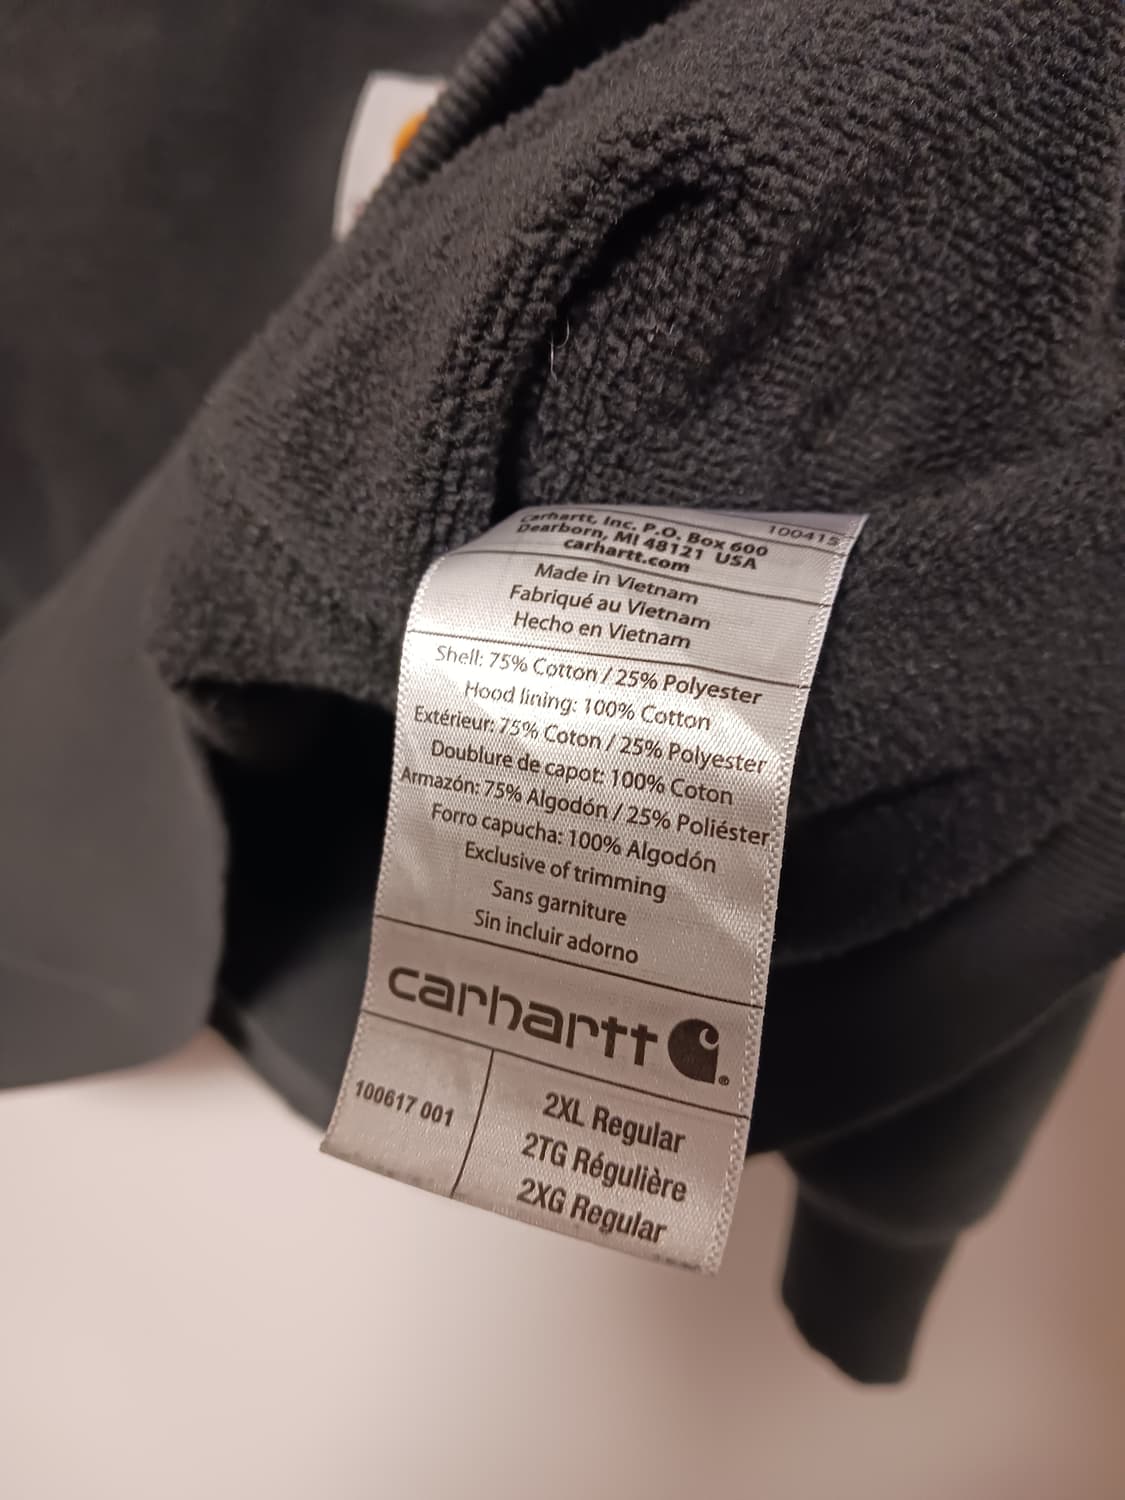 Carhartt, Inc. P.O. Box 600
100415
Dearborn, MI 48121 USA
carhartt.com
Made in Vietnam
Fabriqué au Vietnam
Hecho en Vietnam
Shell: 75% Cotton / 25% Polyester
Hood lining: 100% Cotton
Extérieur: 75% Coton / 25% Polyester
Doublure de capot: 100% Coton
Armazón: 75% Algodón / 25% Poliéster
Forro capucha: 100% Algodón
Exclusive of trimming
Sans garniture
Sin incluir adorno
carhartt ®
100617 001
2XL Regular
2TG Régulière
2XG Regular